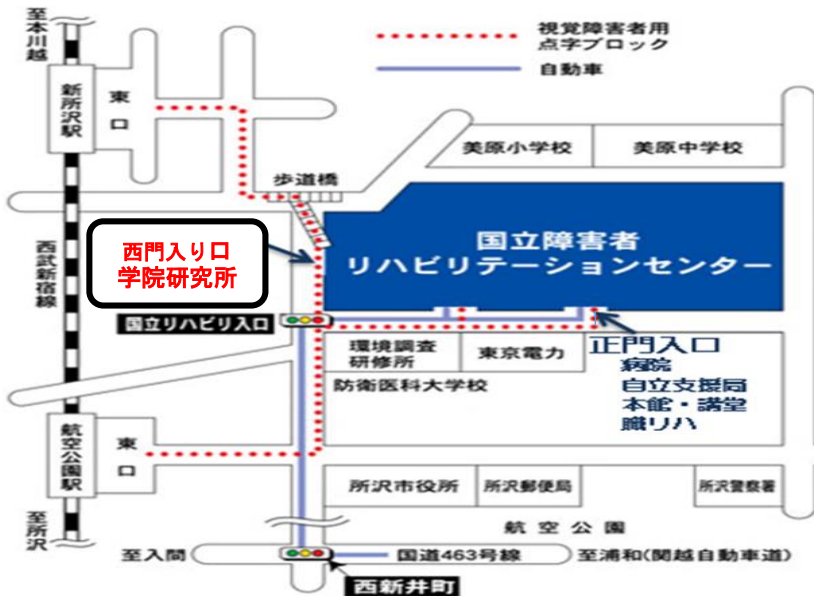 至本川越
新所沢駅
東口
視覚障害者用
点字ブロック
自動車
美原小学校
美原中学校
歩道橋
西武新宿線
西門入り口
学院研究所
国立障害者
リハビリテーションセンター
国立リハビリ入口
環境調査
研修所
東京電力
正門入口
病院
自立支援局
本館・講堂
職リハ
防衛医科大学校
航空公園駅
東口
至所沢
所沢市役所
所沢郵便局
所沢警察署
航空公園
至入間
国道463号線
至浦和(関越自動車道)
西新井町